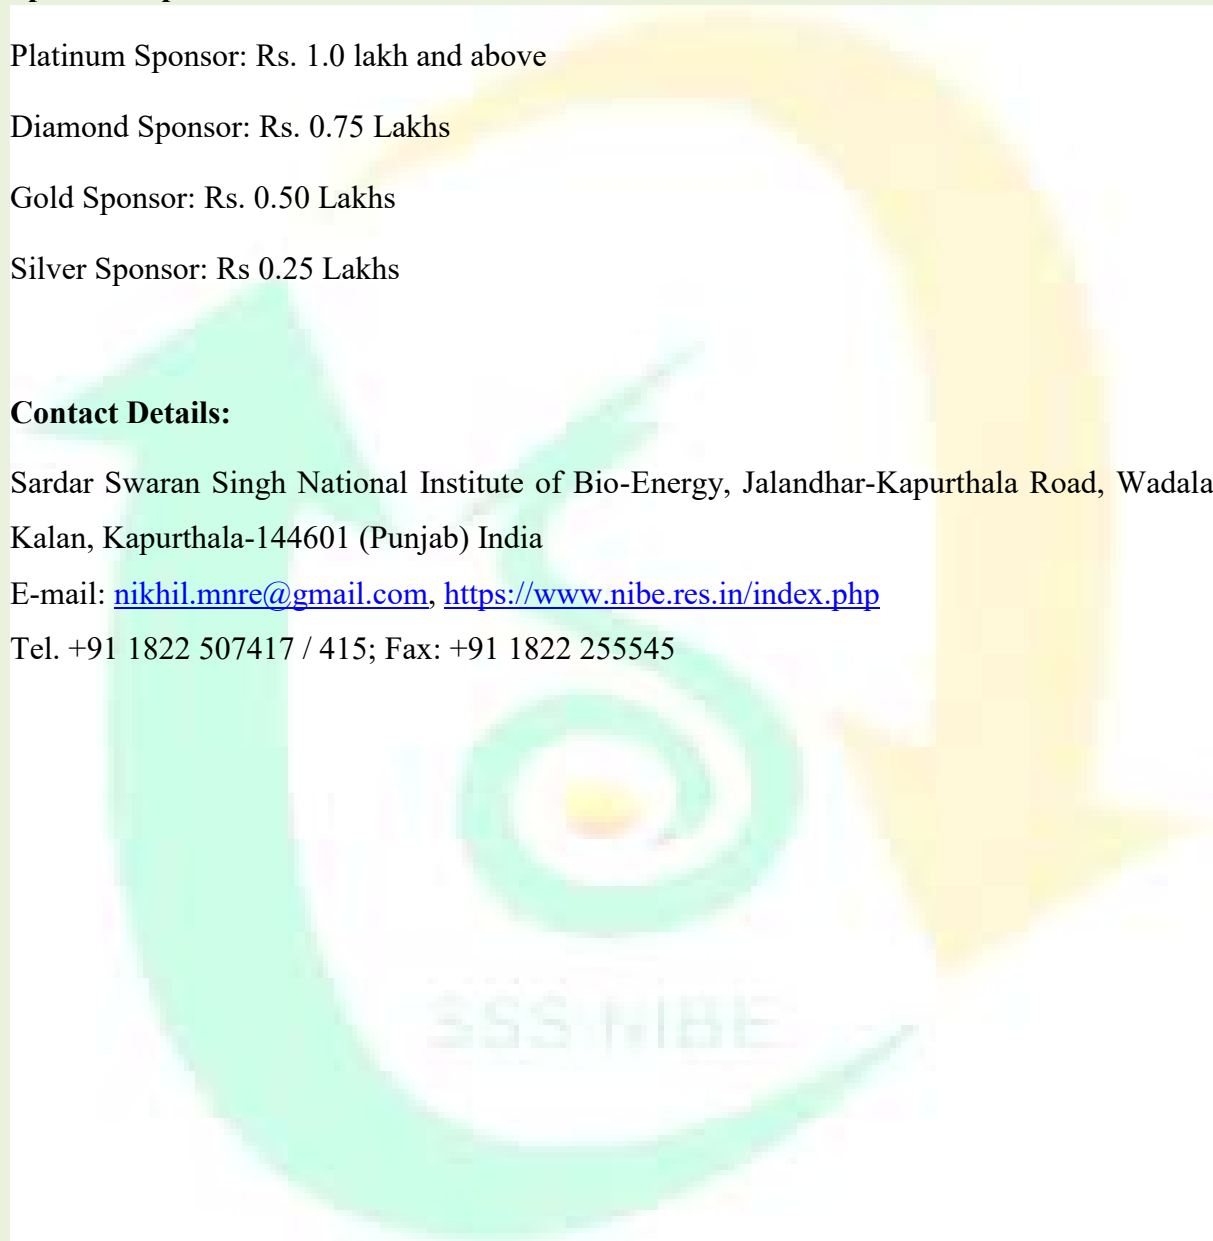 Platinum Sponsor: Rs. 1.0 lakh and above
Diamond Sponsor: Rs. 0.75 Lakhs
Gold Sponsor: Rs. 0.50 Lakhs
Silver Sponsor: Rs 0.25 Lakhs
Contact Details:
Sardar Swaran Singh National Institute of Bio-Energy, Jalandhar-Kapurthala Road, Wadala
Kalan, Kapurthala-144601 (Punjab) India
E-mail: nikhil.mnre@gmail.com, https://www.nibe.res.in/index.php
Tel. +91 1822 507417 / 415; Fax: +91 1822 255545
SSS NIBE